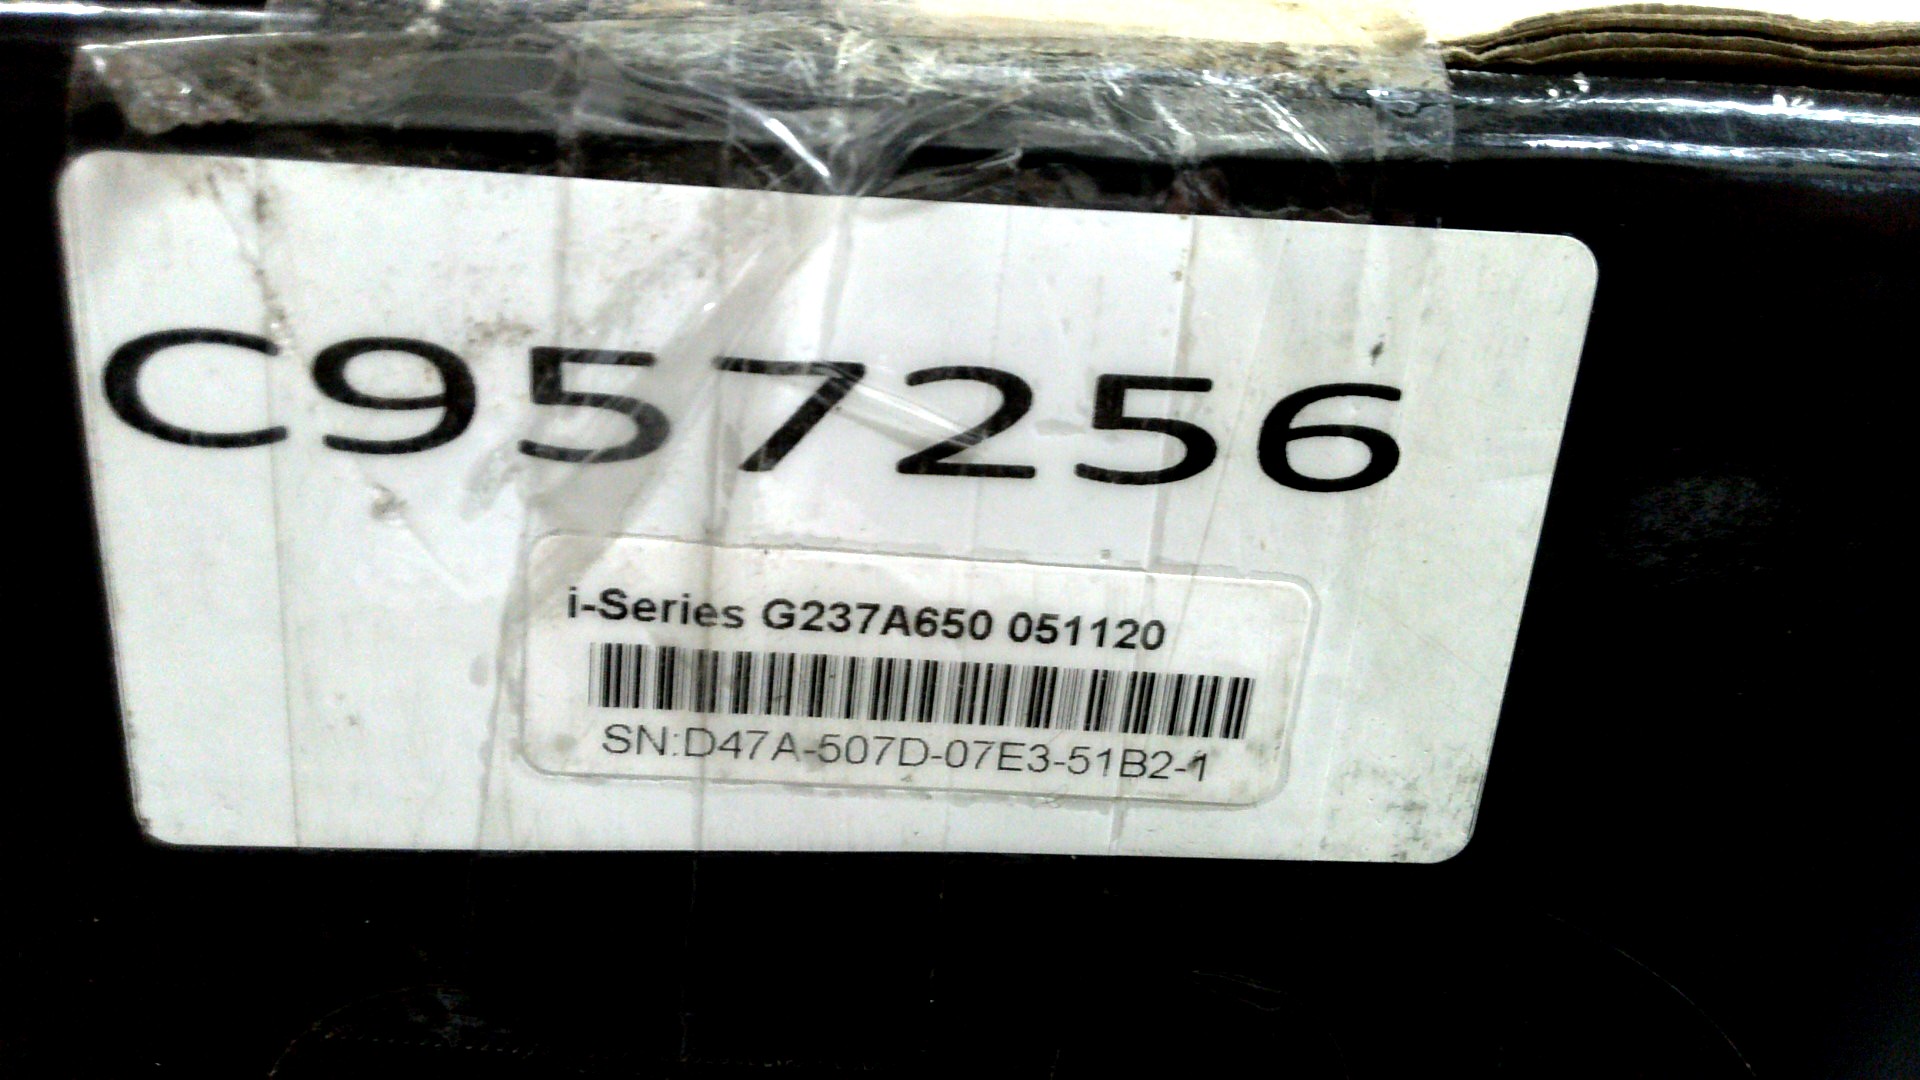 C957256
i-Series G237A650 051120
SN:D47A-507D-07E3-51B2-1